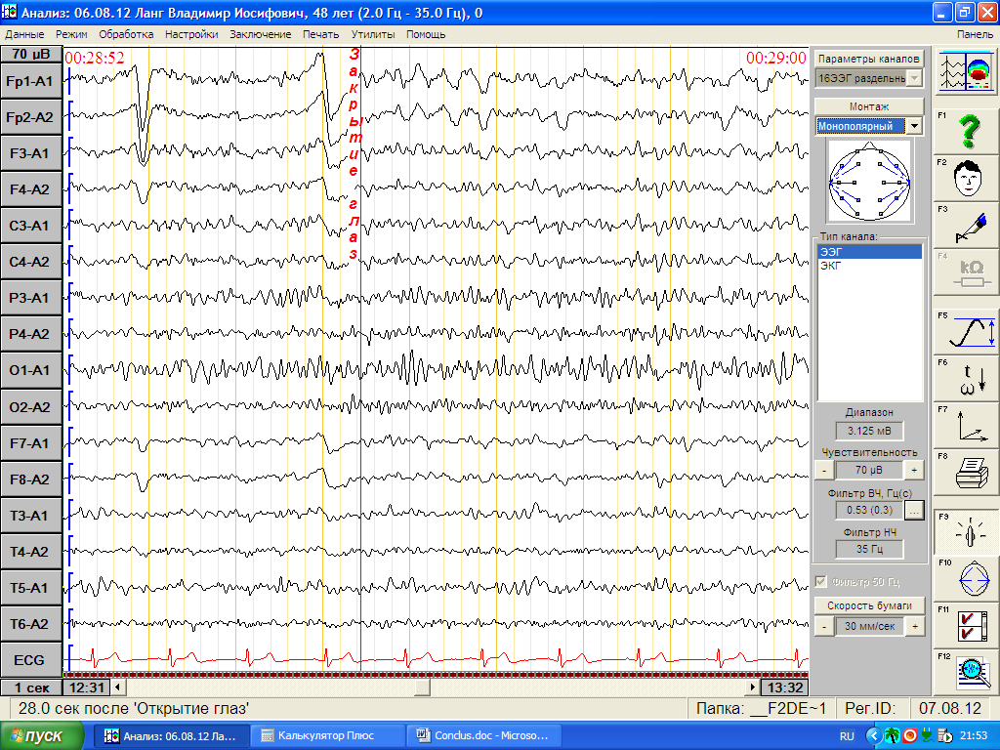 Анализ: 06.08.12 Ланг Владимир Иосифович, 48 лет (2.0 Гц - 35.0 Гц), 0
Данные Режим Обработка Настройки Заключение Печать Утилиты Помощь Панель
70 µВ
00:28:52
00:29:00
Закрытие глаз
Fp1-A1
Fp2-A2
F3-A1
F4-A2
C3-A1
C4-A2
P3-A1
P4-A2
O1-A1
O2-A2
F7-A1
F8-A2
T3-A1
T4-A2
T5-A1
T6-A2
ECG
1 сек
12:31
13:32
Параметры каналов
16ЭЭГ раздельн
Монтаж
Монополярный
Тип канала:
ЭЭГ
ЭКГ
Диапазон
3.125 мВ
Чувствительность
- 70 µВ +
Фильтр ВЧ, Гц(с)
0.53 (0.3) ...
Фильтр НЧ
35 Гц
Фильтр 50 Гц
Скорость бумаги
- 30 мм/сек +
F1
?
F2
F3
F4
kΩ
F5
F6
t
ω
F7
F8
F9
F10
F11
F12
28.0 сек после 'Открытие глаз'
Папка: __F2DE~1
Рег.ID:
07.08.12
пуск
Анализ: 06.08.12 Ла...
Калькулятор Плюс
Conclus.doc - Microso...
RU
21:53